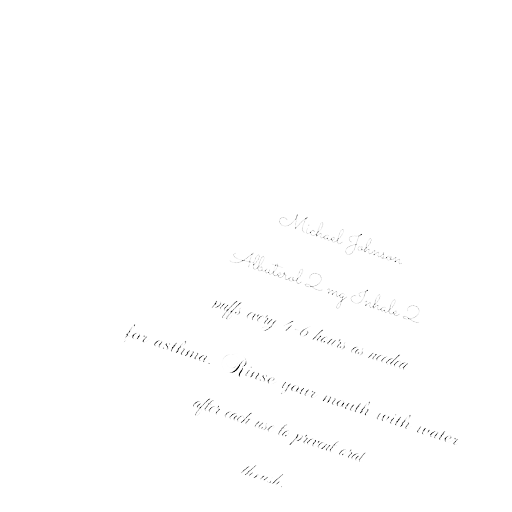 Michael Johnson
Albuterol 2 mg Inhale 2
puffs every 4-6 hours as needed
for asthma. Rinse your mouth with water
after each use to prevent oral
thrush.